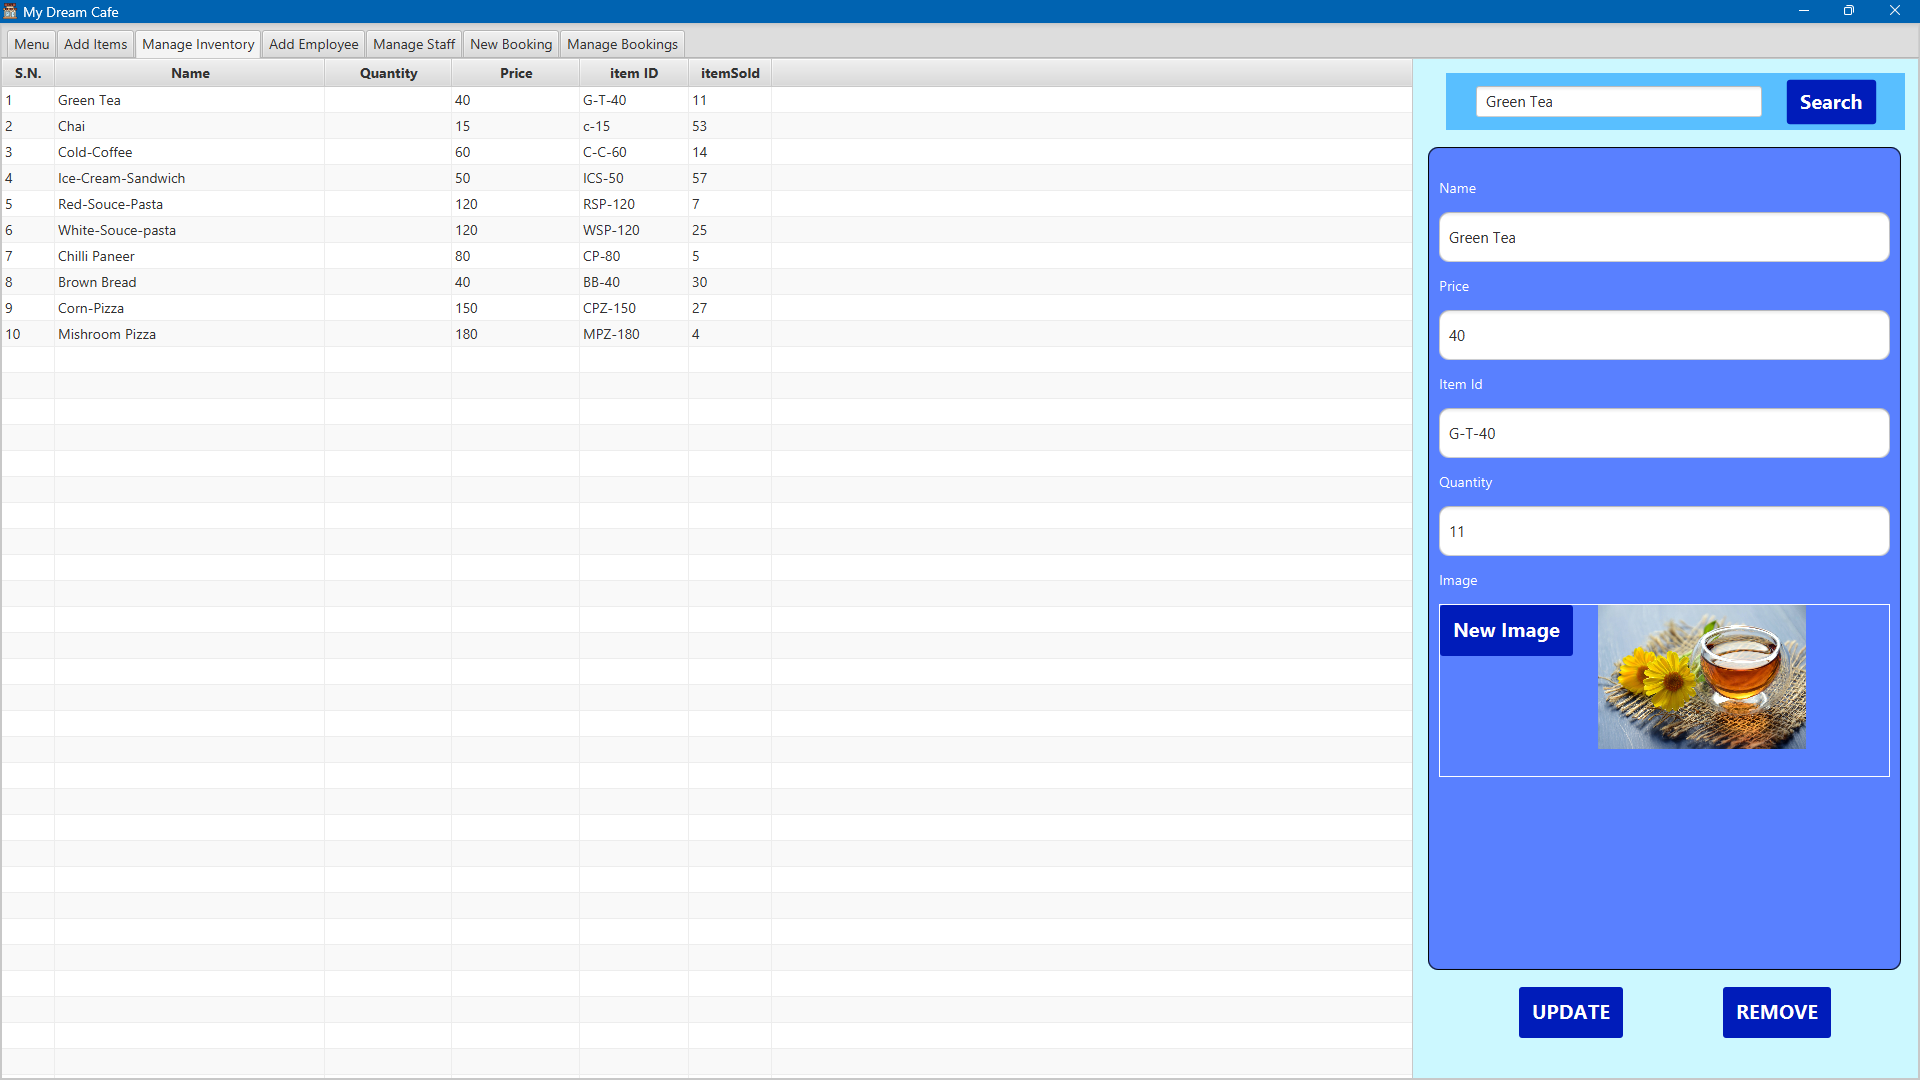 My Dream Cafe
Menu Add Items Manage Inventory Add Employee Manage Staff New Booking Manage Bookings
S.N. Name Quantity Price item ID itemSold
1 Green Tea 40 G-T-40 11
2 Chai 15 c-15 53
3 Cold-Coffee 60 C-C-60 14
4 Ice-Cream-Sandwich 50 ICS-50 57
5 Red-Souce-Pasta 120 RSP-120 7
6 White-Souce-pasta 120 WSP-120 25
7 Chilli Paneer 80 CP-80 5
8 Brown Bread 40 BB-40 30
9 Corn-Pizza 150 CPZ-150 27
10 Mishroom Pizza 180 MPZ-180 4
Green Tea Search
Name
Green Tea
Price
40
Item Id
G-T-40
Quantity
11
Image
New Image
UPDATE REMOVE